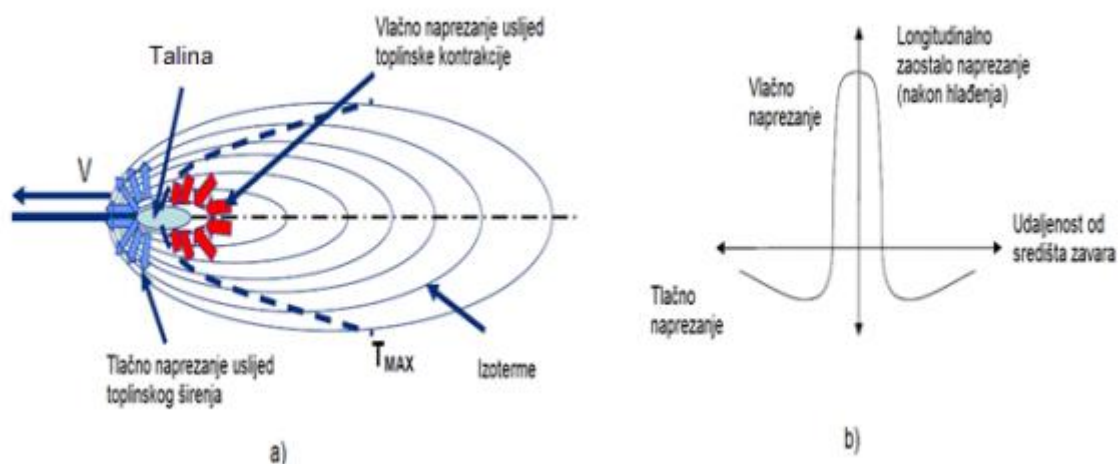 Talina
Vlačno naprezanje uslijed
toplinske kontrakcije
V
Tlačno naprezanje uslijed
toplinskog širenja
TMAX
Izoterme
a)
Longitudinalno
zaostalo naprezanje
(nakon hlađenja)
Vlačno
naprezanje
Udaljenost od
središta zavara
Tlačno
naprezanje
b)